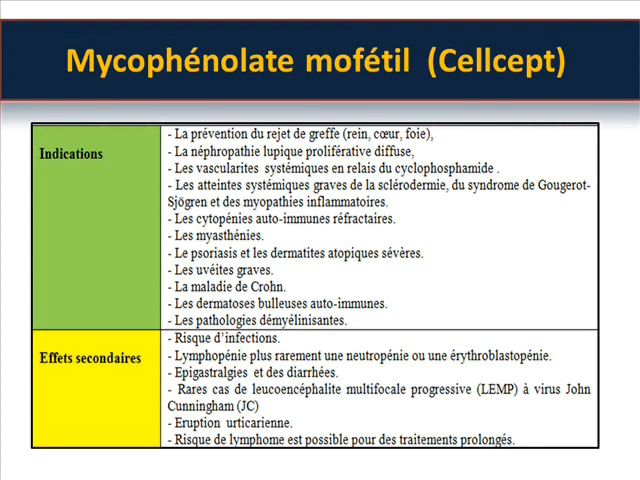 Mycophénolate mofétil (Cellcept)
Indications
- La prévention du rejet de greffe (rein, cœur, foie),
- La néphropathie lupique proliférative diffuse,
- Les vascularites systémiques en relais du cyclophosphamide .
- Les atteintes systémiques graves de la sclérodermie, du syndrome de Gougerot-
Sjögren et des myopathies inflammatoires.
- Les cytopénies auto-immunes réfractaires.
- Les myasthénies.
- Le psoriasis et les dermatites atopiques sévères.
- Les uvéites graves.
- La maladie de Crohn.
- Les dermatoses bulleuses auto-immunes.
- Les pathologies démyélinisantes.
Effets secondaires
- Risque d’infections.
- Lymphopénie plus rarement une neutropénie ou une érythroblastopénie.
- Epigastralgies et des diarrhées.
- Rares cas de leucoencéphalite multifocale progressive (LEMP) à virus John
Cunningham (JC)
- Eruption urticarienne.
- Risque de lymphome est possible pour des traitements prolongés.